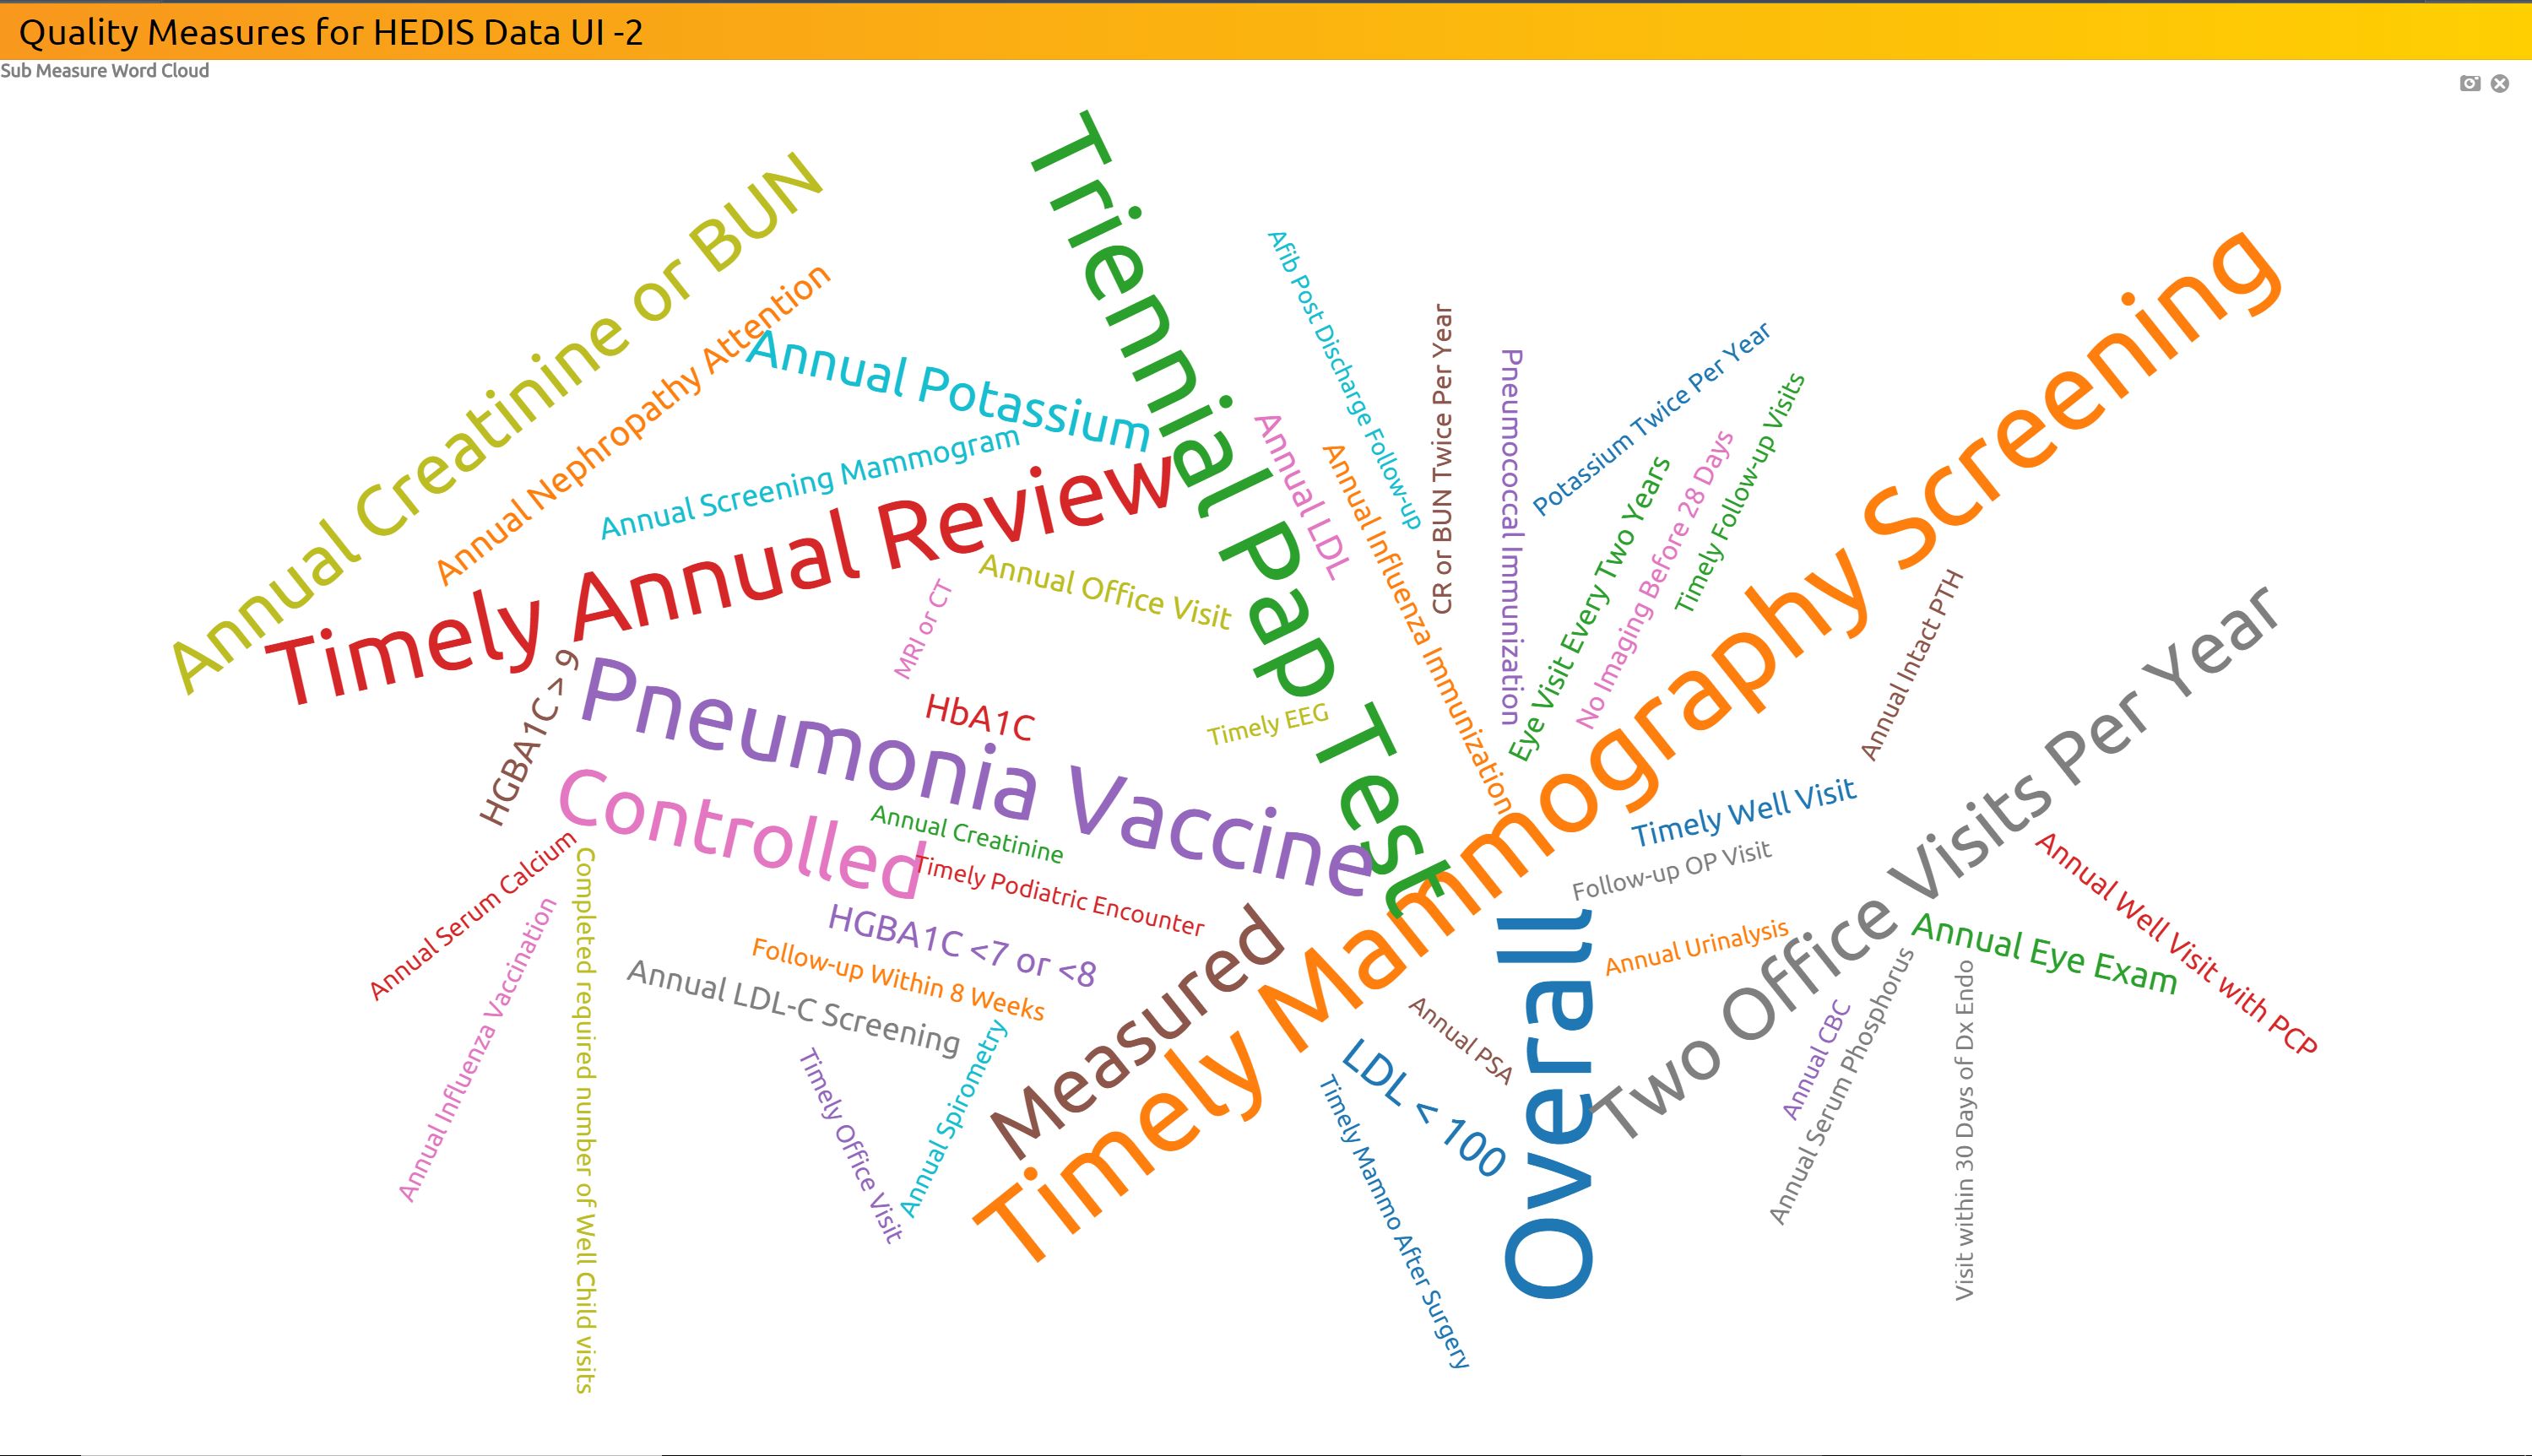 Quality Measures for HEDIS Data UI -2
Sub Measure Word Cloud
Triennial Pap Test
Annual Creatinine or BUN
Annual Nephropathy Attention
Annual Potassium
Annual Screening Mammogram
Timely Annual Review
Afib Post Discharge Follow-up
Annual LDL
Annual Influenza Immunization
CR or BUN Twice Per Year
Pneumococcal Immunization
Potassium Twice Per Year
Eye Visit Every Two Years
No Imaging Before 28 Days
Timely Follow-up Visits
Timely Mammography Screening
Annual Office Visit
MRI or CT
HGBA1C > 9
Pneumonia Vaccine
HbA1C
Timely EEG
Annual Intact PTH
Two Office Visits Per Year
Controlled
Annual Creatinine
Timely Podiatric Encounter
Timely Well Visit
Follow-up OP Visit
Annual Serum Calcium
Annual Influenza Vaccination
Completed required number of Well Child visits
HGBA1C <7 or <8
Follow-up Within 8 Weeks
Annual LDL-C Screening
Measured
Overall
Annual Urinalysis
Annual Eye Exam
Annual Well Visit with PCP
Annual PSA
LDL < 100
Annual CBC
Annual Serum Phosphorus
Visit within 30 Days of Dx Endo
Timely Office Visit
Annual Spirometry
Timely Mammo After Surgery